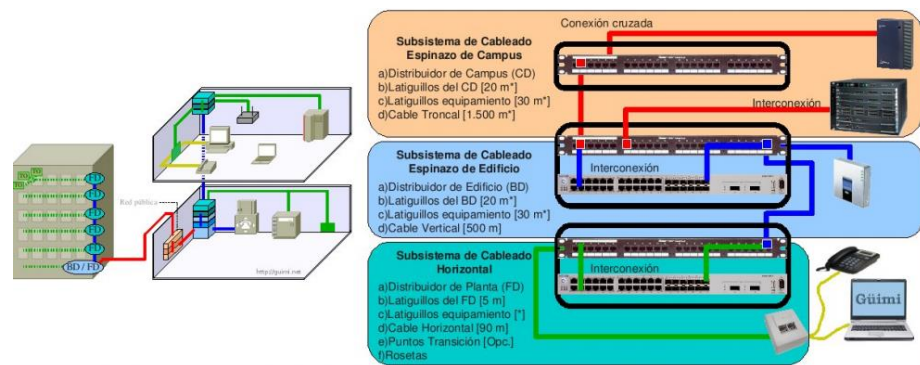 TO
TO
TO
FD
FD
FD
FD
FD
BD / FD
Red pública
http://guimi.net
Subsistema de Cableado
Espinazo de Campus
a)Distribuidor de Campus (CD)
b)Latiguillos del CD [20 m*]
c)Latiguillos equipamiento [30 m*]
d)Cable Troncal [1.500 m*]
Conexión cruzada
Interconexión
Subsistema de Cableado
Espinazo de Edificio
a)Distribuidor de Edificio (BD)
b)Latiguillos del BD [20 m*]
c)Latiguillos equipamiento [30 m*]
d)Cable Vertical [500 m]
Interconexión
Subsistema de Cableado
Horizontal
a)Distribuidor de Planta (FD)
b)Latiguillos del FD [5 m]
c)Latiguillos equipamiento [*]
d)Cable Horizontal [90 m]
e)Puntos Transición [Opc.]
f)Rosetas
Interconexión
Güimi